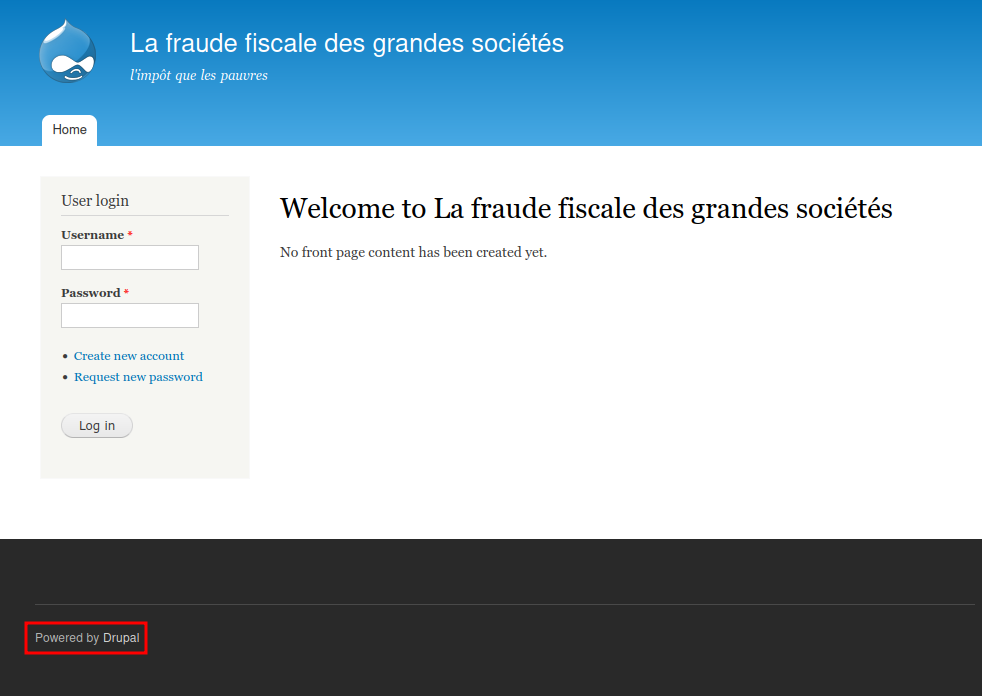 La fraude fiscale des grandes sociétés
l'impôt que les pauvres
Home
User login
Username *
Password *
Create new account
Request new password
Log in
Welcome to La fraude fiscale des grandes sociétés
No front page content has been created yet.
Powered by Drupal